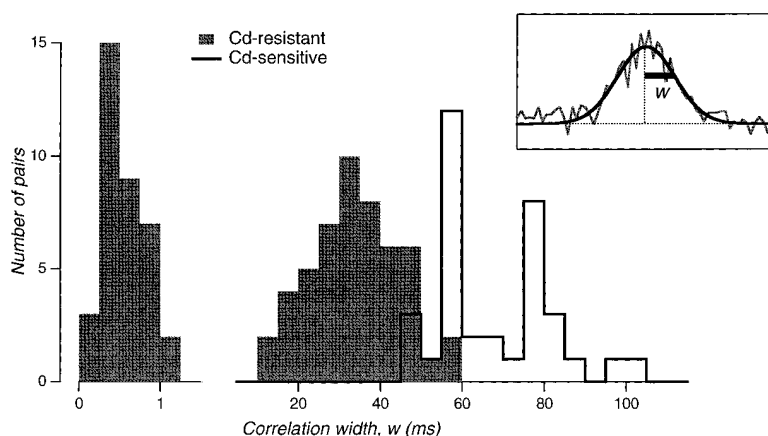 15
10
5
0
Number of pairs
Cd-resistant
Cd-sensitive
w
0 1 20 40 60 80 100
Correlation width, w (ms)